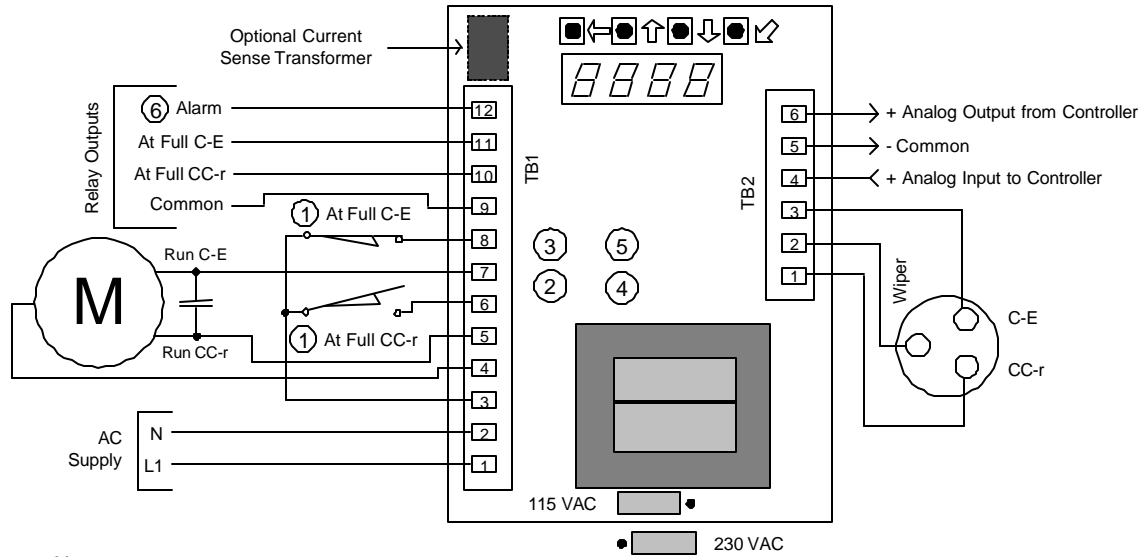 Optional Current
Sense Transformer
8888
Relay Outputs
6 Alarm
At Full C-E
At Full CC-r
Common
12
11
10
9
8
7
6
5
4
3
2
1
TB1
1 At Full C-E
Run C-E
M
Run CC-r
1 At Full CC-r
AC
Supply
N
L1
3 5
2 4
TB2
6
5
4
3
2
1
+ Analog Output from Controller
- Common
+ Analog Input to Controller
Wiper
C-E
CC-r
115 VAC
230 VAC